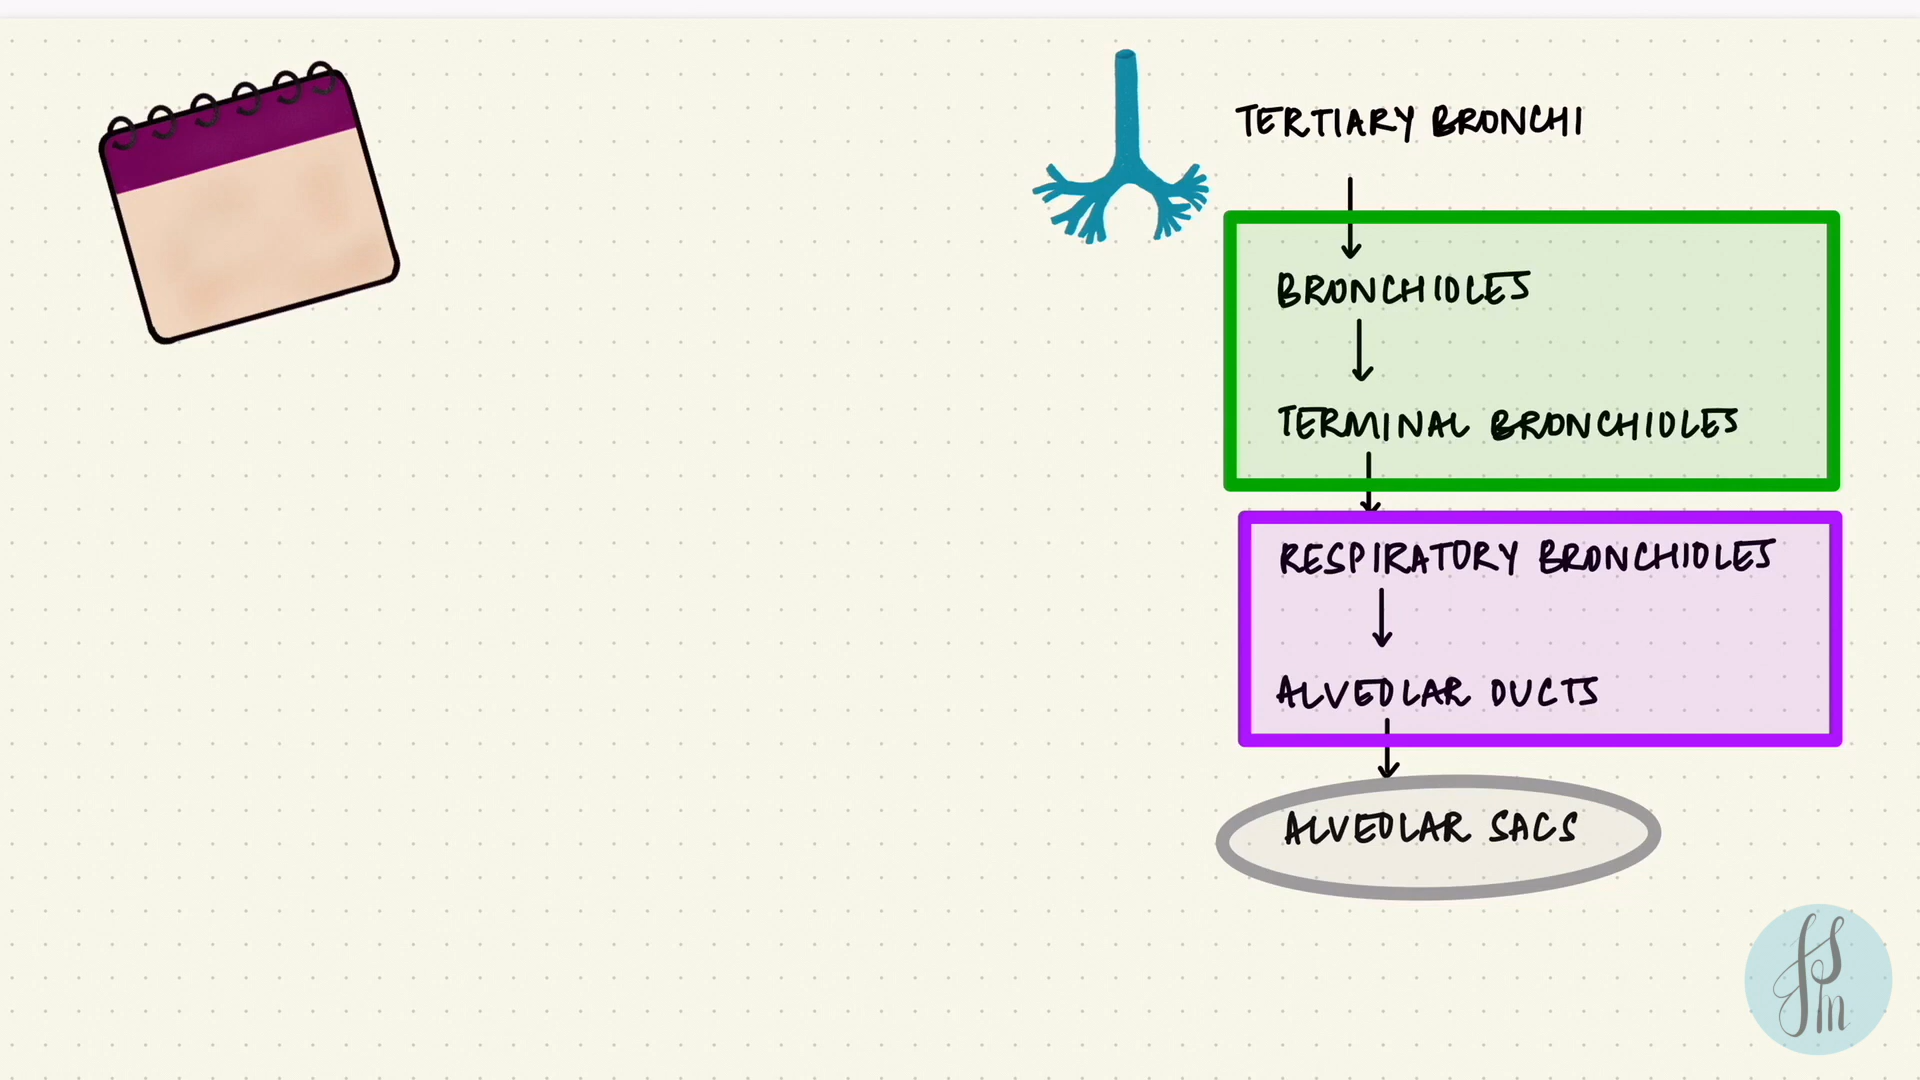 TERTIARY BRONCHI
BRONCHIOLES
TERMINAL BRONCHIOLES
RESPIRATORY BRONCHIOLES
ALVEOLAR DUCTS
ALVEOLAR SACS